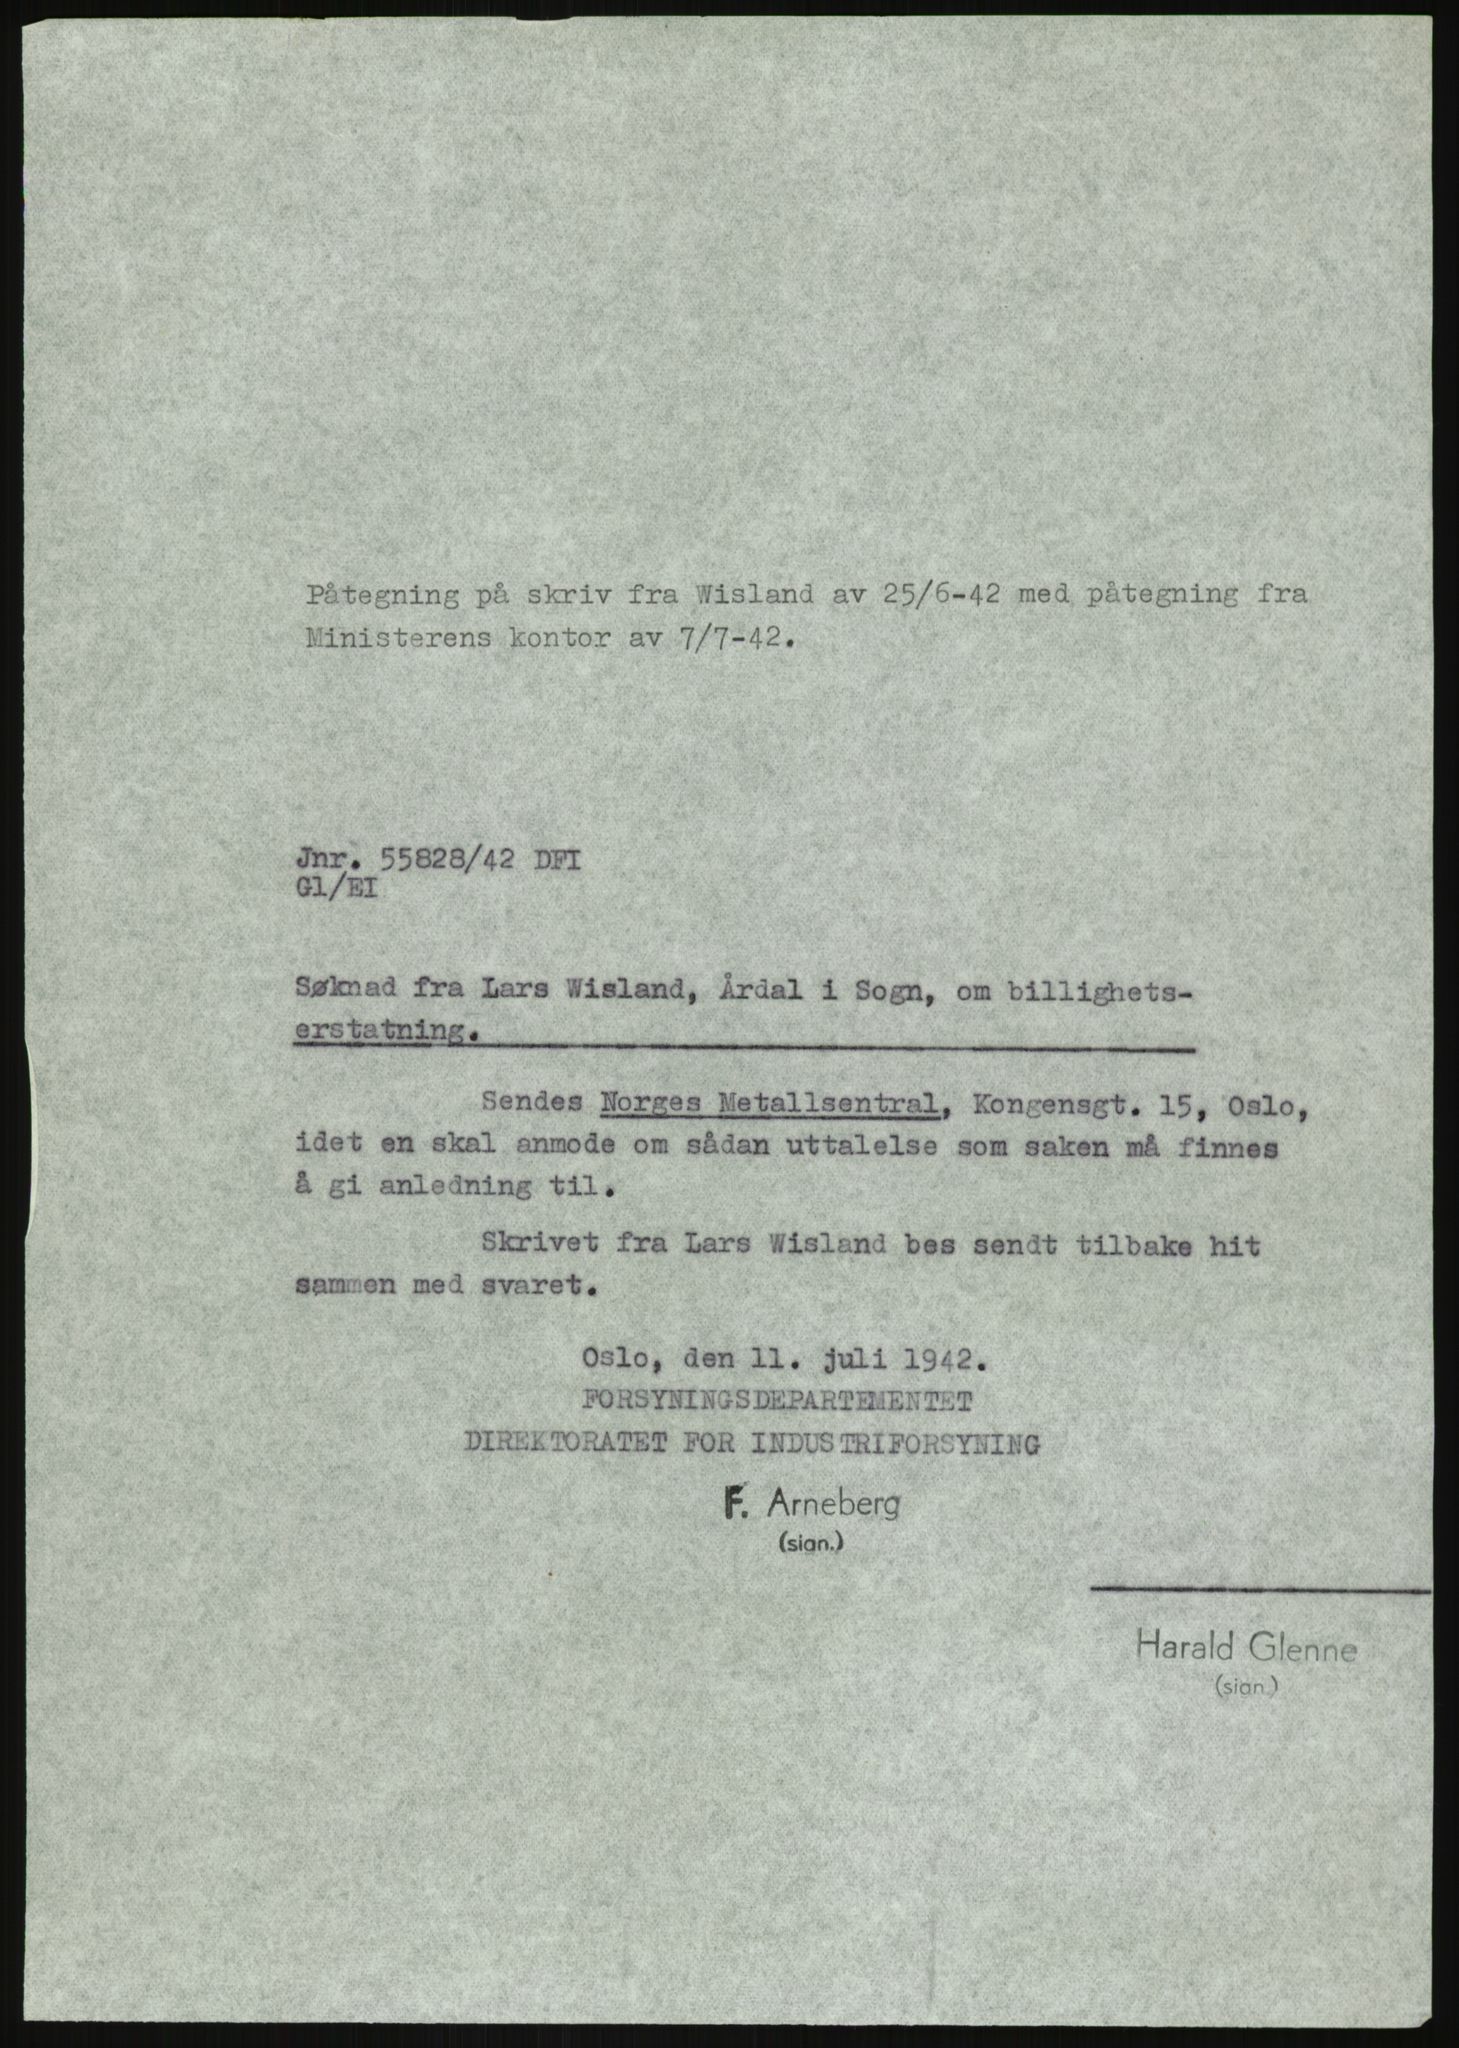 Påtegning på skriv fra Wisland av 25/6-42 med påtegning fra
Ministerens kontor av 7/7-42.
Jnr. 55828/42 DFI
Gl/EI
Søknad fra Lars Wisland, Årdal i Sogn, om billighets-
erstatning.
Sendes Norges Metallsentral, Kongensgt. 15, Oslo,
idet en skal anmode om sådan uttalelse som saken må finnes
å gi anledning til.
Skrivet fra Lars Wisland bes sendt tilbake hit
sammen med svaret.
Oslo, den 11. juli 1942.
FORSYNINGSDEPARTEMENTET
DIREKTORATET FOR INDUSTRIFORSYNING
F. Arneberg
(sign.)
Harald Glenne
(sign.)